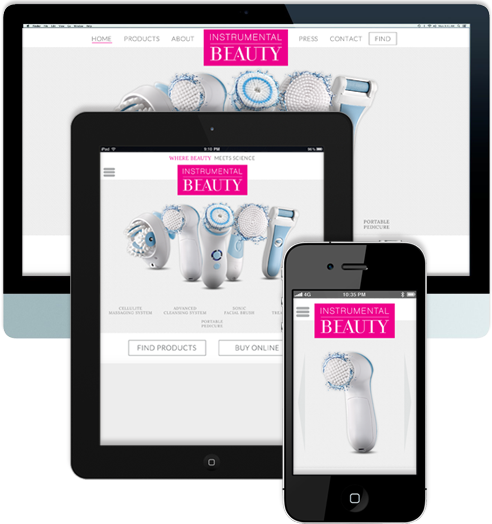 HOME PRODUCTS ABOUT INSTRUMENTAL BEAUTY PRESS CONTACT FIND
PORTABLE
PEDICURE
iPad 9:10 PM
WHERE BEAUTY MEETS SCIENCE
INSTRUMENTAL
BEAUTY
CELLULITE
MASSAGING SYSTEM
ADVANCED
CLEANSING SYSTEM
SONIC
FACIAL BRUSH
PORTABLE
PEDICURE
FIND PRODUCTS
BUY ONLINE
4G 10:35 PM
INSTRUMENTAL
BEAUTY